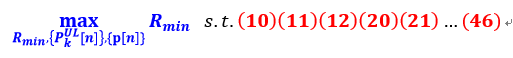 max R_min, {P_k^UL[n]}, {p[n]} R_min s.t. (10)(11)(12)(20)(21) … (46)↵